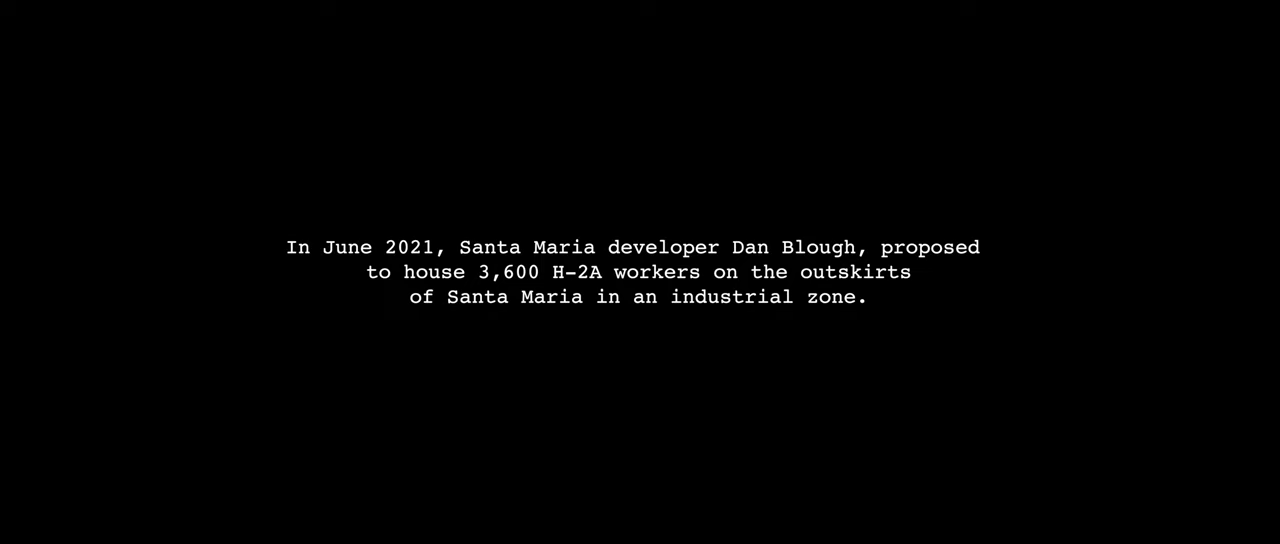 In June 2021, Santa Maria developer Dan Blough, proposed
to house 3,600 H-2A workers on the outskirts
of Santa Maria in an industrial zone.